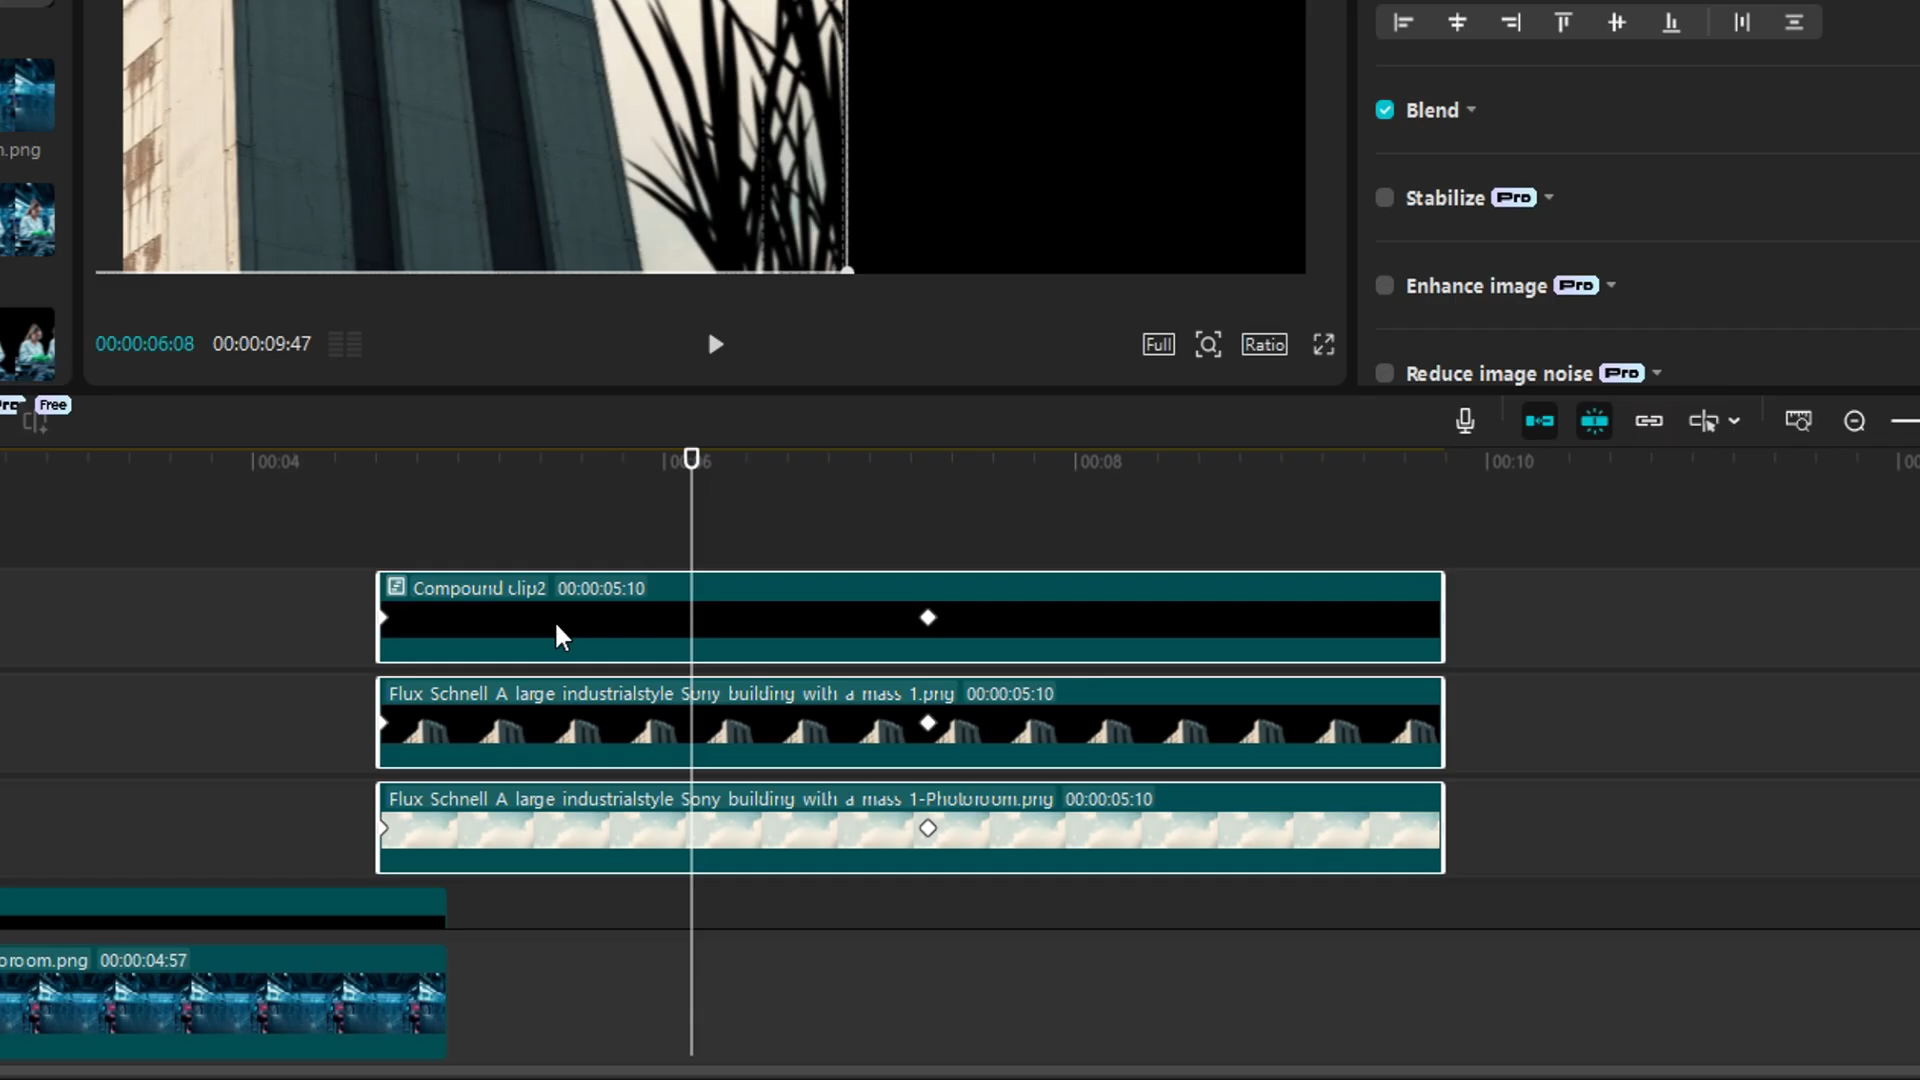 Blend
n.png
Stabilize Pro
Enhance image Pro
00:00:06:08 00:00:09:47
Full
Ratio
Reduce image noise Pro
Pro
Free
00:04
00:06
00:08
00:10
Compound clip2 00:00:05:10
Flux Schnell A large industrialstyle Sony building with a mass 1.png 00:00:05:10
Flux Schnell A large industrialstyle Sony building with a mass 1-Photoroom.png 00:00:05:10
oroom.png 00:00:04:57